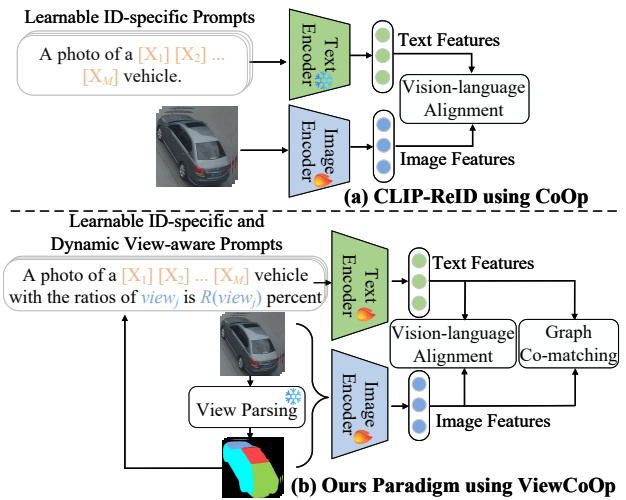 Learnable ID-specific Prompts
A photo of a [X1] [X2] ...
[XM] vehicle.
Text
Encoder
Text Features
Vision-language
Alignment
Image
Encoder
Image Features
(a) CLIP-ReID using CoOp
Learnable ID-specific and
Dynamic View-aware Prompts
A photo of a [X1] [X2] ... [XM] vehicle
with the ratios of viewj is R(viewj) percent
Text
Encoder
Text Features
Vision-language
Alignment
Graph
Co-matching
View Parsing
Image
Encoder
Image Features
(b) Ours Paradigm using ViewCoOp